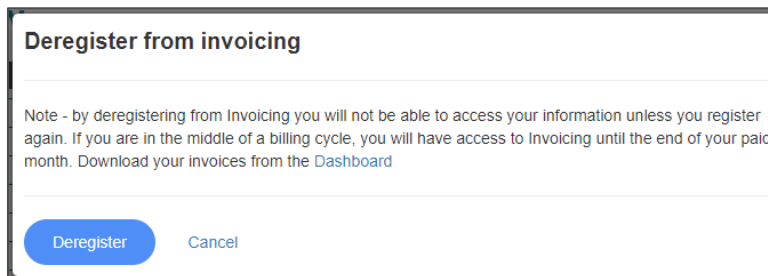 Deregister from invoicing
Note - by deregistering from Invoicing you will not be able to access your information unless you register
again. If you are in the middle of a billing cycle, you will have access to Invoicing until the end of your paid
month. Download your invoices from the Dashboard
Deregister Cancel